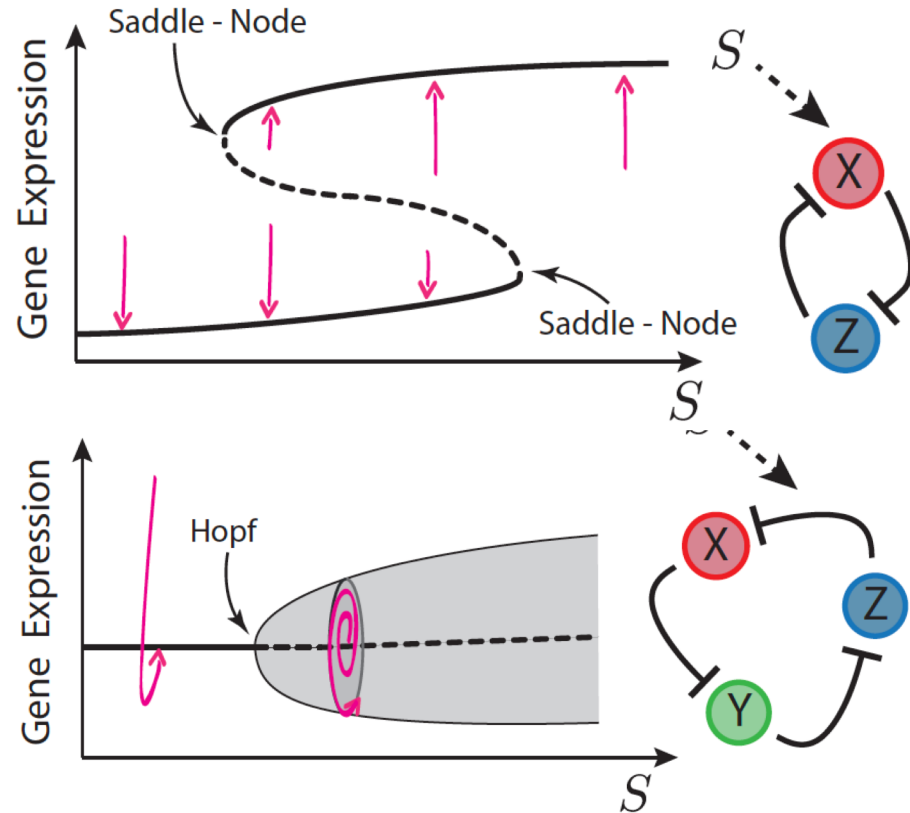 Saddle - Node
Gene Expression
S
X
Z
Saddle - Node
S
Gene Expression
Hopf
X
Z
Y
S